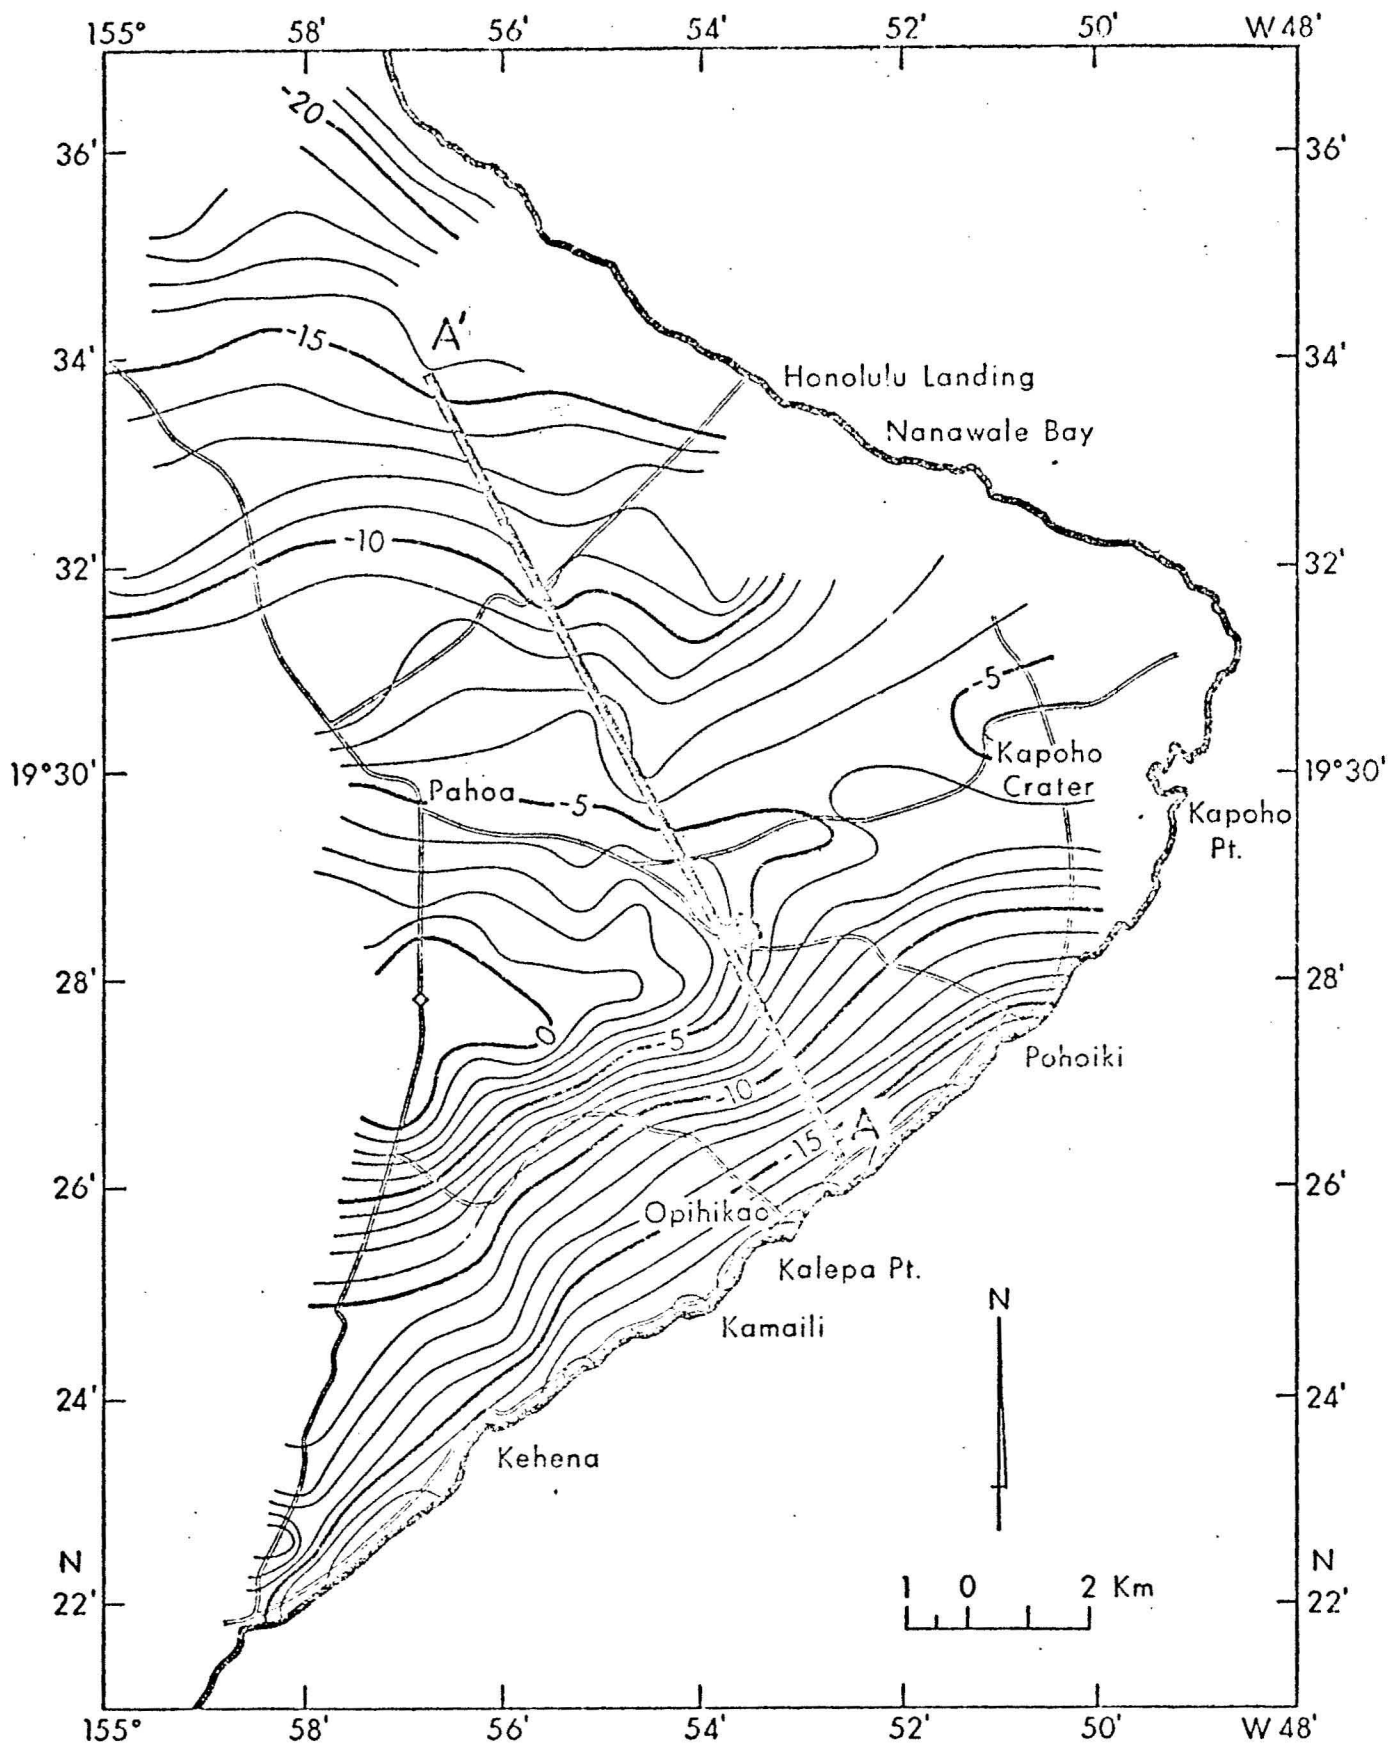 155° 58' 56' 54' 52' 50' W 48'
-20
36' 36'
A'
-15
34' 34'
Honolulu Landing
Nanawale Bay
-10
32' 32'
-5
Kapoho
Crater
19°30' 19°30'
Pahoa -5
Kapoho
Pt.
28' 28'
0
-5
Pohoiki
-10
A
-15
26' 26'
Opihikao
Kalepa Pt.
N
Kamaili
24' 24'
Kehena
N N
22' 22'
1 0 2 Km
155° 58' 56' 54' 52' 50' W 48'